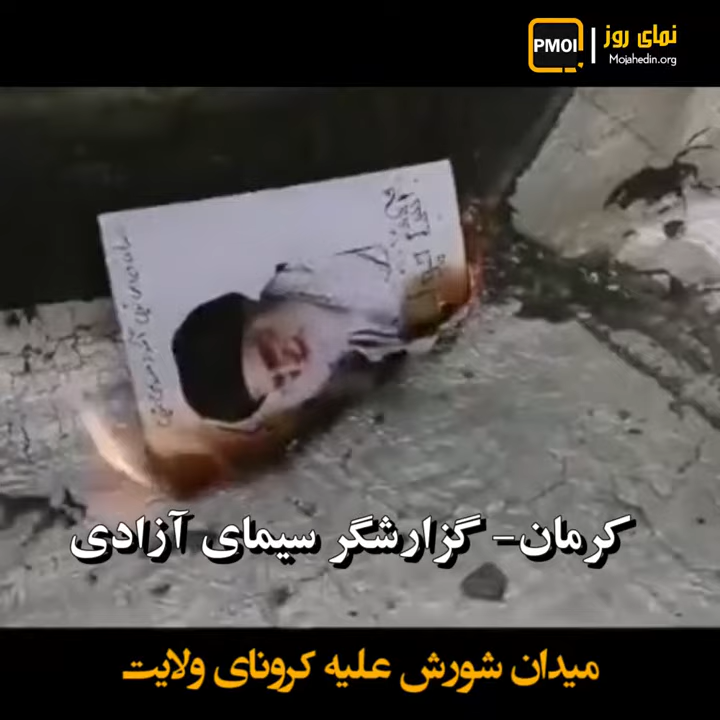 PMOI
نمای روز
Mojahedin.org
کرمان- گزارشگر سیمای آزادی
میدان شورش علیه کرونای ولایت